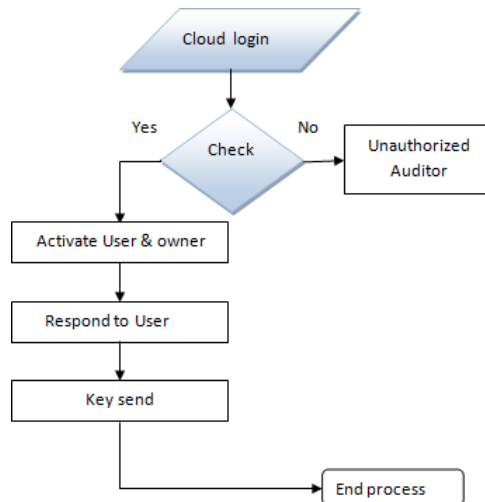 Cloud login
Yes
No
Check
Unauthorized
Auditor
Activate User & owner
Respond to User
Key send
End process